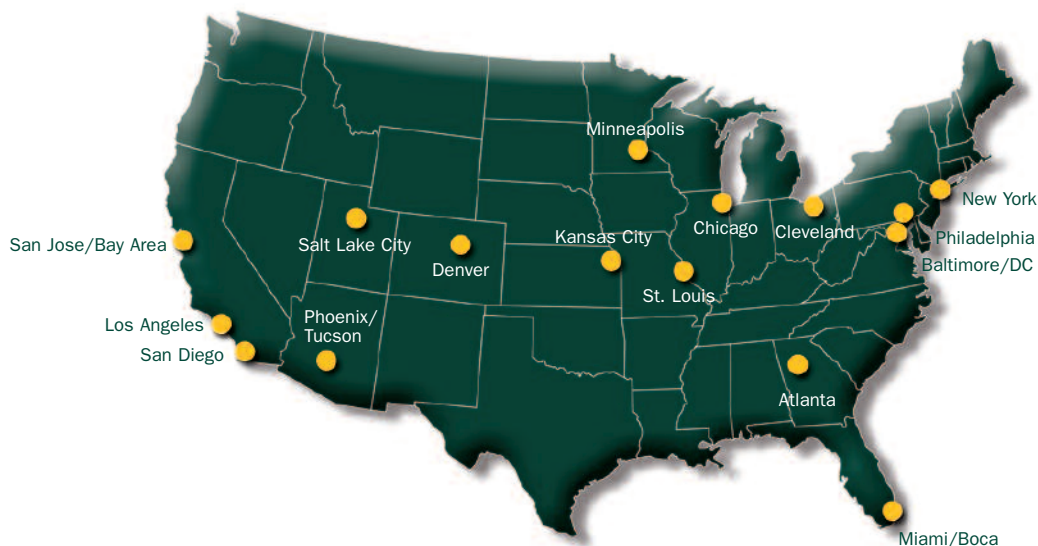 Minneapolis
New York
Chicago
Cleveland
Kansas City
Philadelphia
San Jose/Bay Area
Salt Lake City
Denver
Baltimore/DC
St. Louis
Phoenix/
Tucson
Los Angeles
San Diego
Atlanta
Miami/Boca